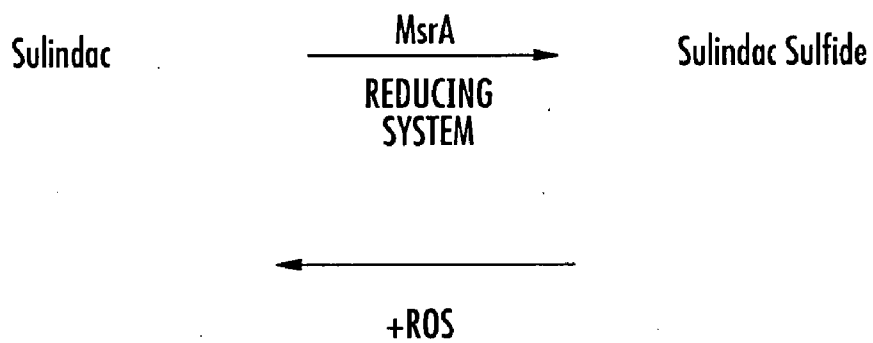 MsrA
Sulindac
Sulindac Sulfide
REDUCING
SYSTEM
+ROS